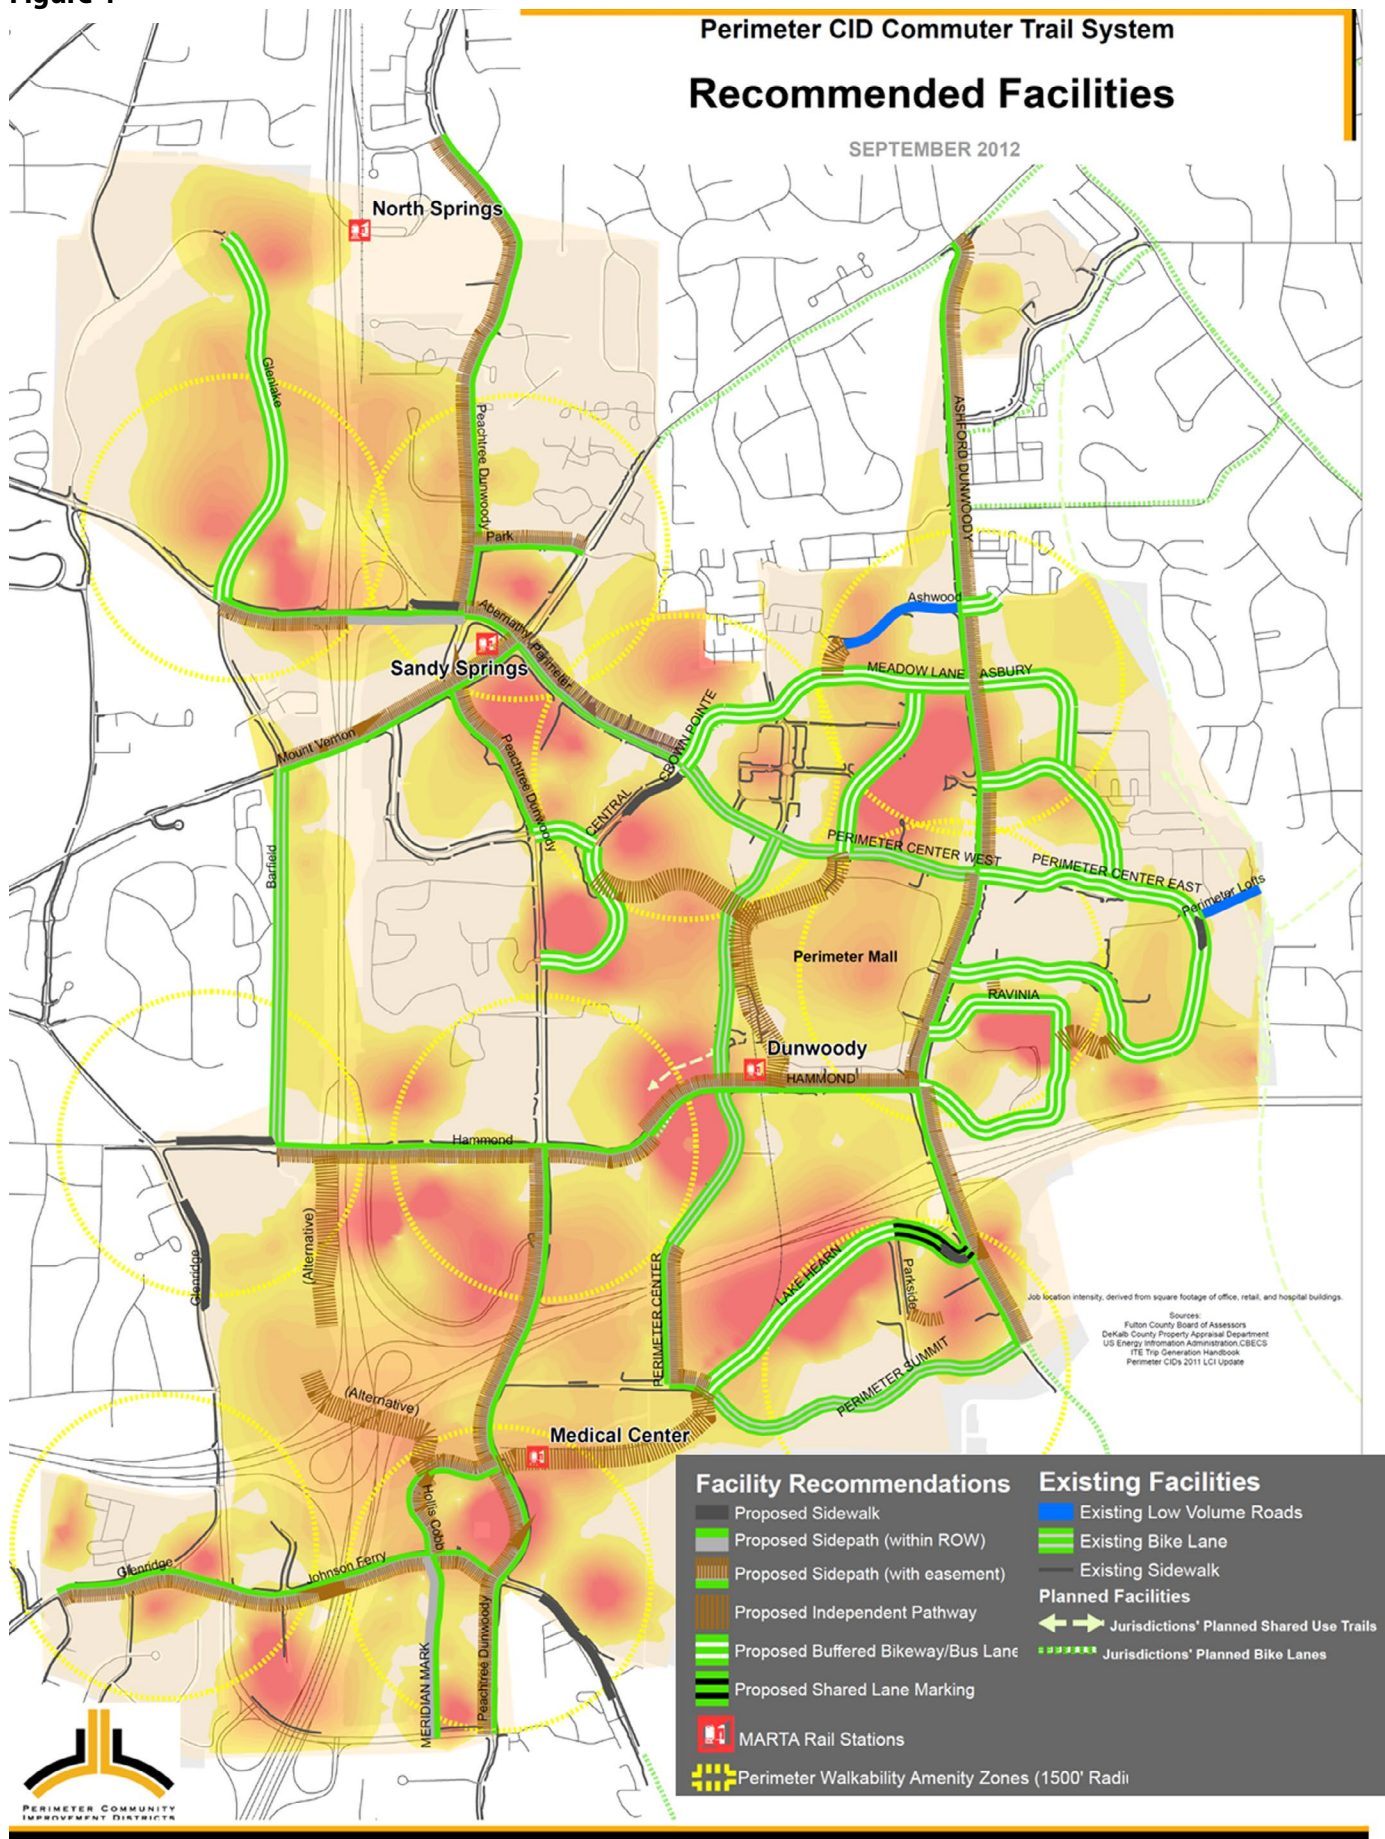 Perimeter CID Commuter Trail System
Recommended Facilities
SEPTEMBER 2012
North Springs
Glenlake
Peachtree Dunwoody
ASHFORD DUNWOODY
Park
Abernathy
Perimeter
Sandy Springs
Ashwood
MEADOW LANE
ASBURY
CROWN POINTE
Mount Vernon
Peachtree Dunwoody
CENTRAL
PERIMETER CENTER WEST
PERIMETER CENTER EAST
Perimeter Lofts
Barfield
Perimeter Mall
RAVINIA
Dunwoody
HAMMOND
Hammond
(Alternative)
Glenridge
PERIMETER CENTER
LAKE HEARN
Parkside
PERIMETER SUMMIT
Job location intensity, derived from square footage of office, retail, and hospital buildings.
Sources:
Fulton County Board of Assessors
DeKalb County Property Appraisal Department
US Energy Infromation Administration,CBECS
ITE Trip Generation Handbook
Perimeter CIDs 2011 LCI Update
(Alternative)
Medical Center
Hollis Cobb
Glenridge
Johnson Ferry
MERIDIAN MARK
Peachtree Dunwoody
Facility Recommendations
Proposed Sidewalk
Proposed Sidepath (within ROW)
Proposed Sidepath (with easement)
Proposed Independent Pathway
Proposed Buffered Bikeway/Bus Lane
Proposed Shared Lane Marking
MARTA Rail Stations
Perimeter Walkability Amenity Zones (1500' Radi
Existing Facilities
Existing Low Volume Roads
Existing Bike Lane
Existing Sidewalk
Planned Facilities
Jurisdictions' Planned Shared Use Trails
Jurisdictions' Planned Bike Lanes
PERIMETER COMMUNITY
IMPROVEMENT DISTRICTS